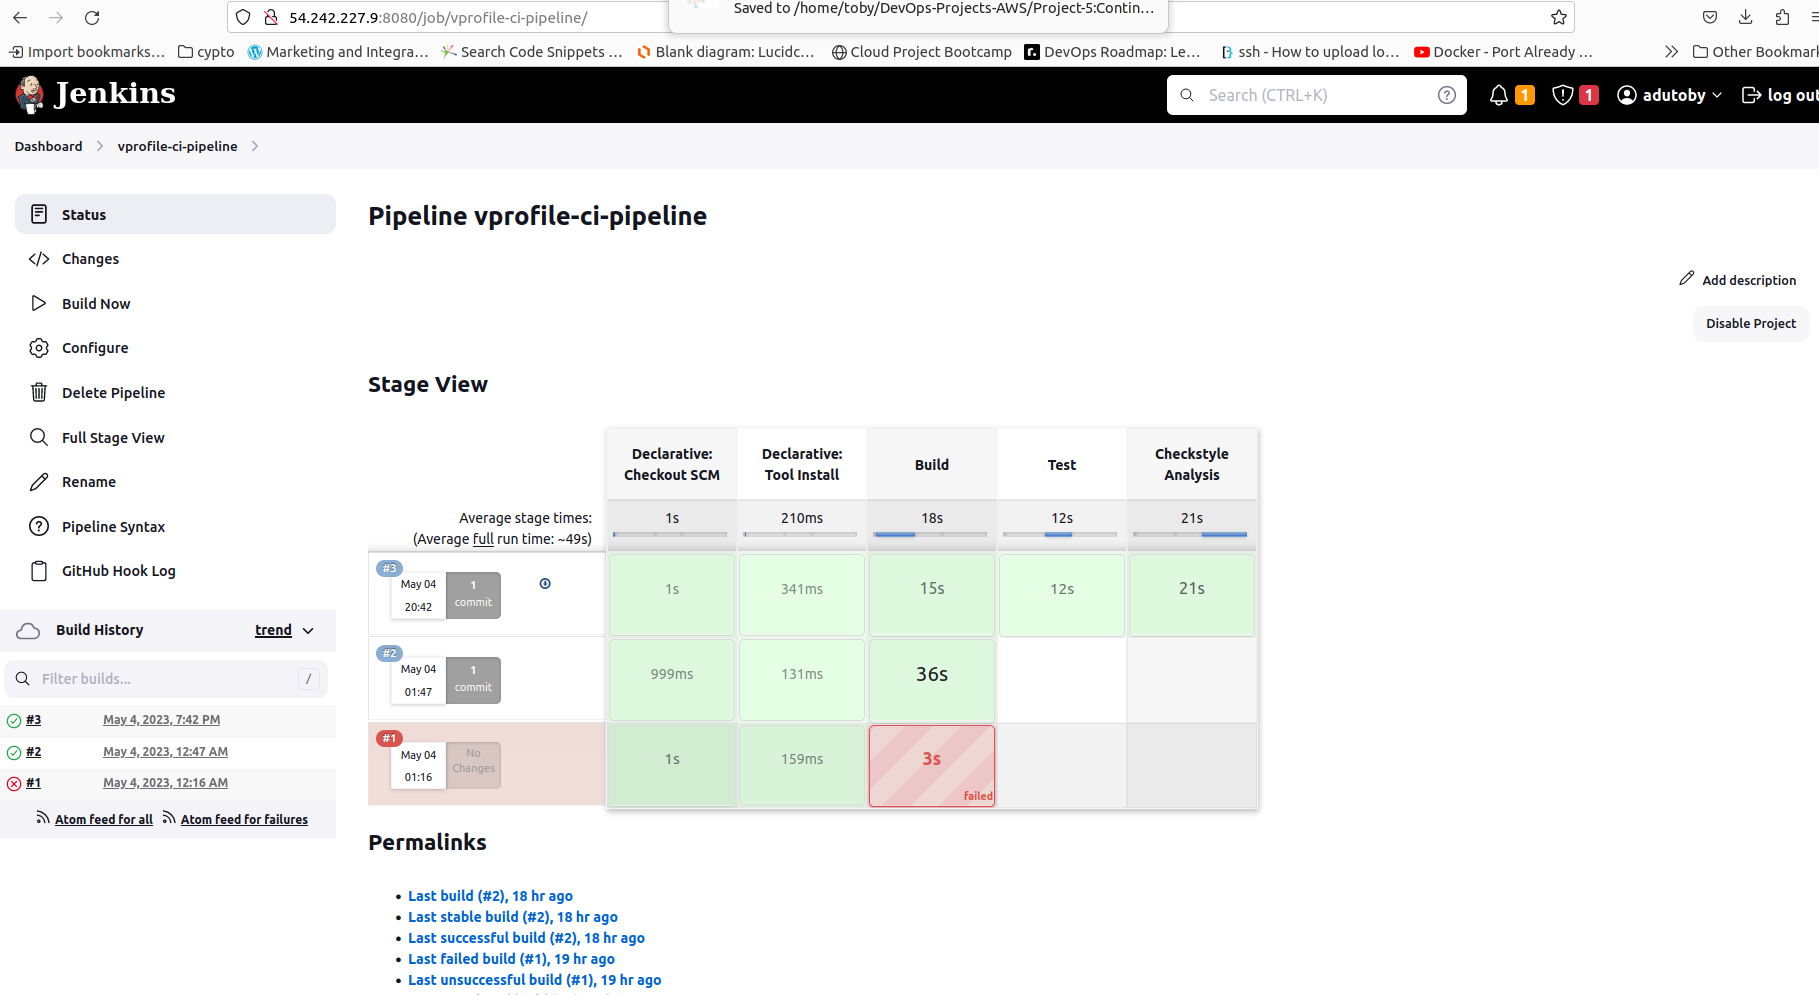 54.242.227.9:8080/job/vprofile-ci-pipeline/
Saved to /home/toby/DevOps-Projects-AWS/Project-5:Contin...
Import bookmarks... cypto Marketing and Integra... Search Code Snippets ... Blank diagram: Lucidc... Cloud Project Bootcamp DevOps Roadmap: Le... ssh - How to upload lo... Docker - Port Already ... Other Bookmar
Jenkins
Search (CTRL+K)
1
1
adutoby
log out
Dashboard
vprofile-ci-pipeline
Status
Changes
Build Now
Configure
Delete Pipeline
Full Stage View
Rename
Pipeline Syntax
GitHub Hook Log
Build History trend
Filter builds... /
#3 May 4, 2023, 7:42 PM
#2 May 4, 2023, 12:47 AM
#1 May 4, 2023, 12:16 AM
Atom feed for all Atom feed for failures
Pipeline vprofile-ci-pipeline
Add description
Disable Project
Stage View
Declarative: Checkout SCM
Declarative: Tool Install
Build
Test
Checkstyle Analysis
Average stage times:
(Average full run time: ~49s)
1s 210ms 18s 12s 21s
#3
May 04
20:42
1
commit
1s 341ms 15s 12s 21s
#2
May 04
01:47
1
commit
999ms 131ms 36s
#1
May 04
01:16
No
Changes
1s 159ms 3s
failed
Permalinks
Last build (#2), 18 hr ago
Last stable build (#2), 18 hr ago
Last successful build (#2), 18 hr ago
Last failed build (#1), 19 hr ago
Last unsuccessful build (#1), 19 hr ago